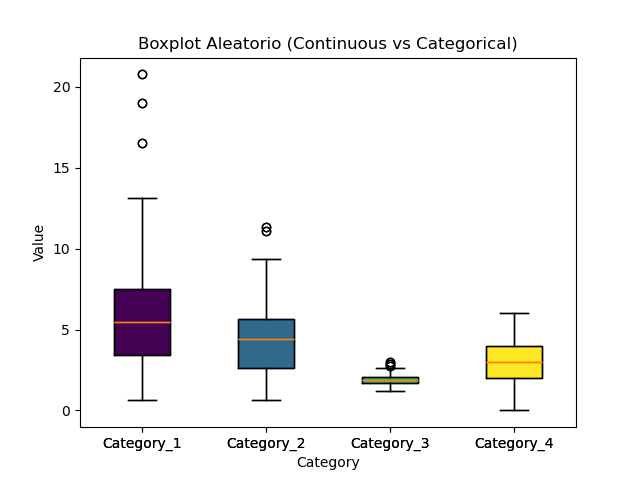 Boxplot Aleatorio (Continuous vs Categorical)
20
15
10
5
0
Value
Category_1 Category_2 Category_3 Category_4
Category